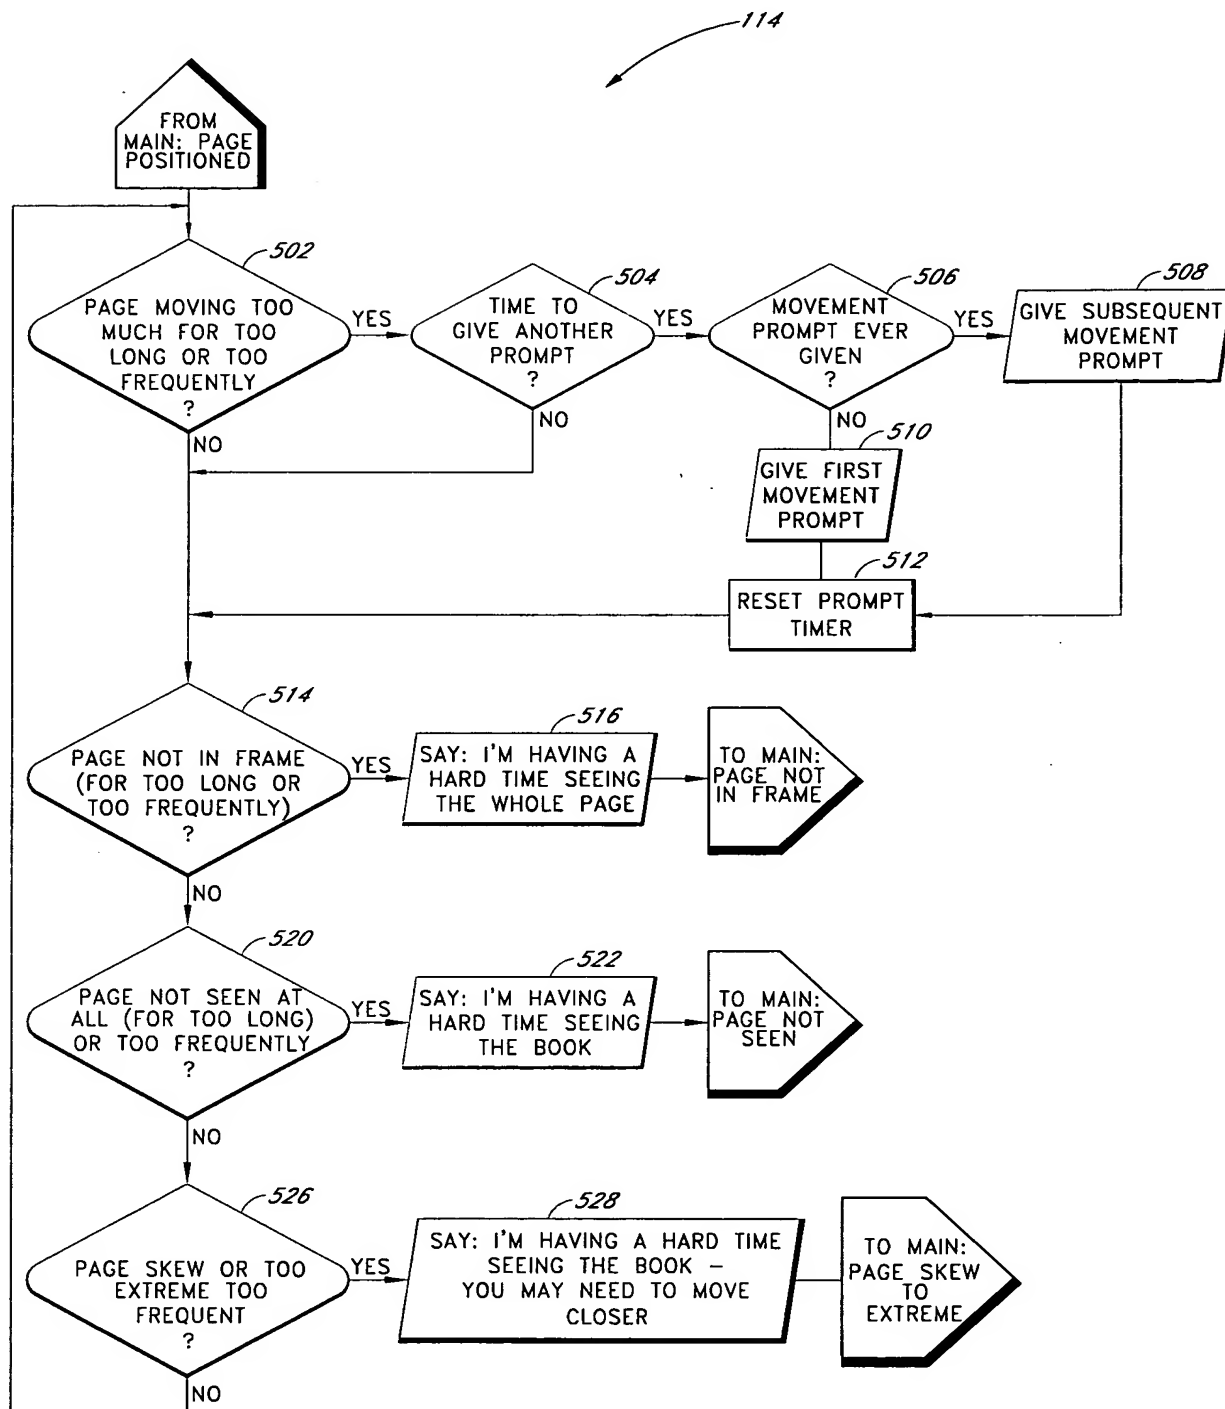 114
FROM
MAIN: PAGE
POSITIONED
502
PAGE MOVING TOO
MUCH FOR TOO
LONG OR TOO
FREQUENTLY
?
YES
NO
504
TIME TO
GIVE ANOTHER
PROMPT
?
YES
NO
506
MOVEMENT
PROMPT EVER
GIVEN
?
YES
NO
508
GIVE SUBSEQUENT
MOVEMENT
PROMPT
510
GIVE FIRST
MOVEMENT
PROMPT
512
RESET PROMPT
TIMER
514
PAGE NOT IN FRAME
(FOR TOO LONG OR
TOO FREQUENTLY)
?
YES
NO
516
SAY: I'M HAVING A
HARD TIME SEEING
THE WHOLE PAGE
TO MAIN:
PAGE NOT
IN FRAME
520
PAGE NOT SEEN AT
ALL (FOR TOO LONG)
OR TOO FREQUENTLY
?
YES
NO
522
SAY: I'M HAVING A
HARD TIME SEEING
THE BOOK
TO MAIN:
PAGE NOT
SEEN
526
PAGE SKEW OR TOO
EXTREME TOO
FREQUENT
?
YES
NO
528
SAY: I'M HAVING A HARD TIME
SEEING THE BOOK –
YOU MAY NEED TO MOVE
CLOSER
TO MAIN:
PAGE SKEW
TO
EXTREME